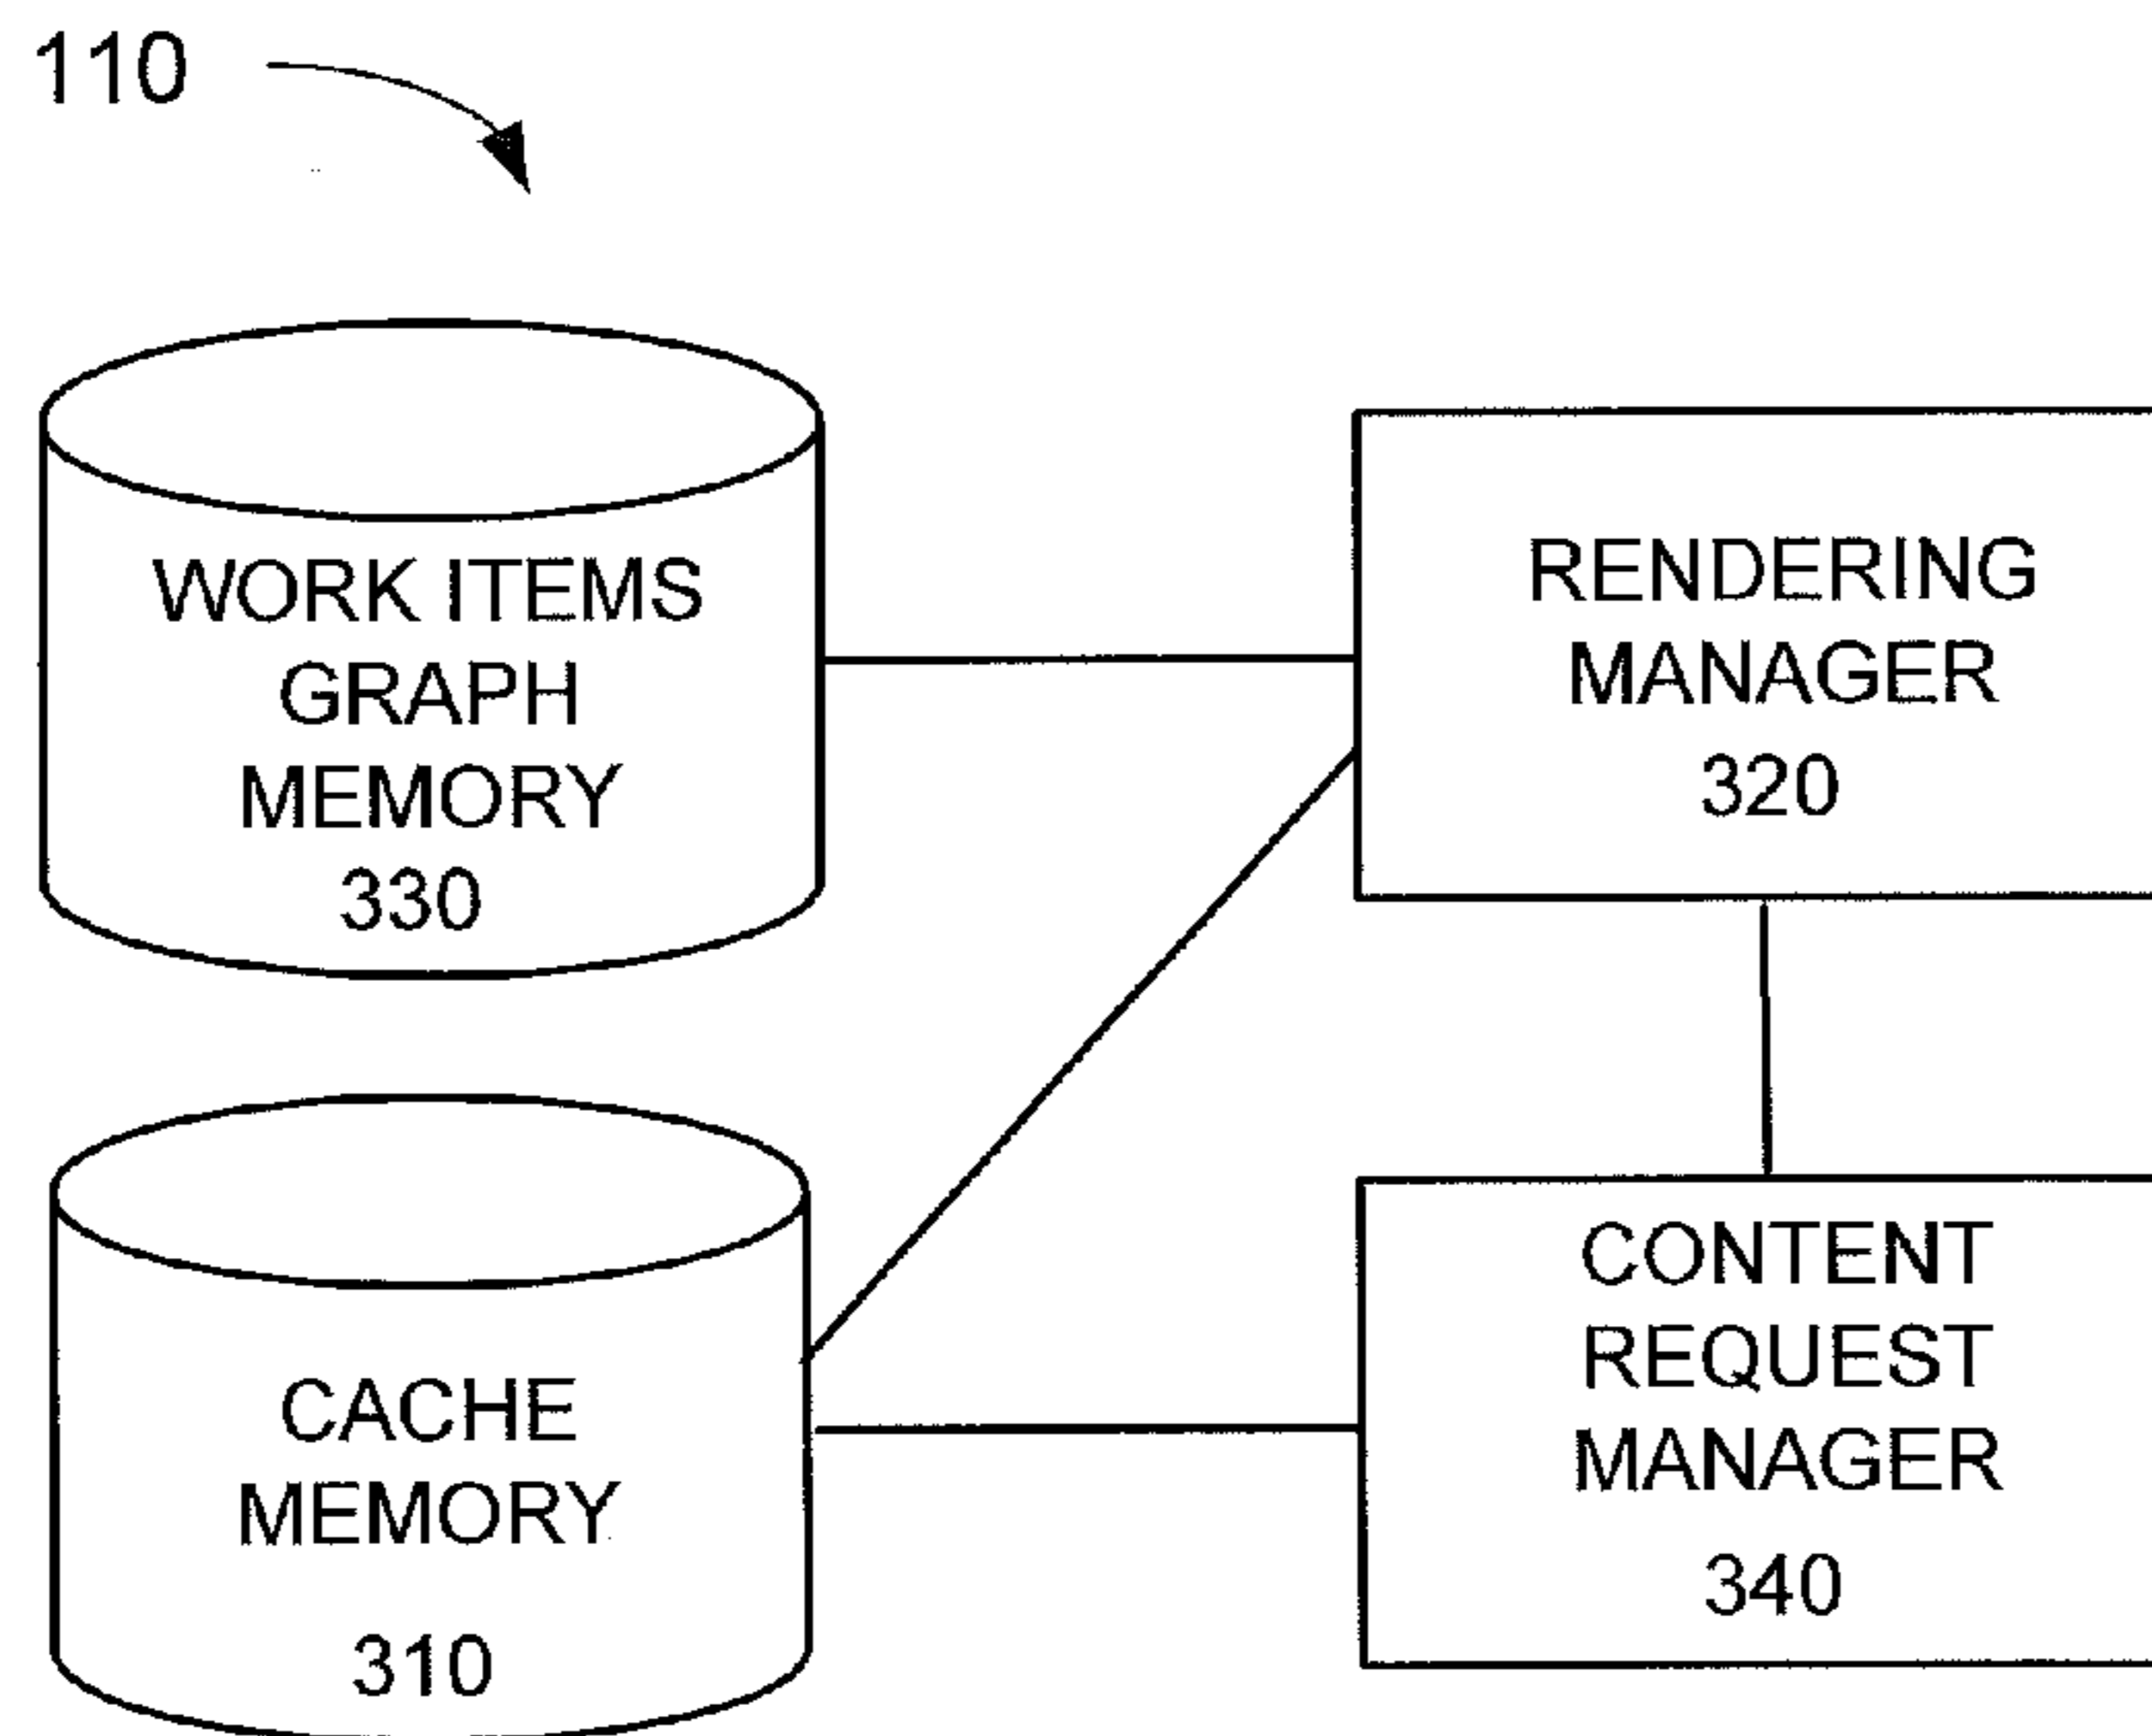 110
WORK ITEMS
GRAPH
MEMORY
330
RENDERING
MANAGER
320
CACHE
MEMORY
310
CONTENT
REQUEST
MANAGER
340